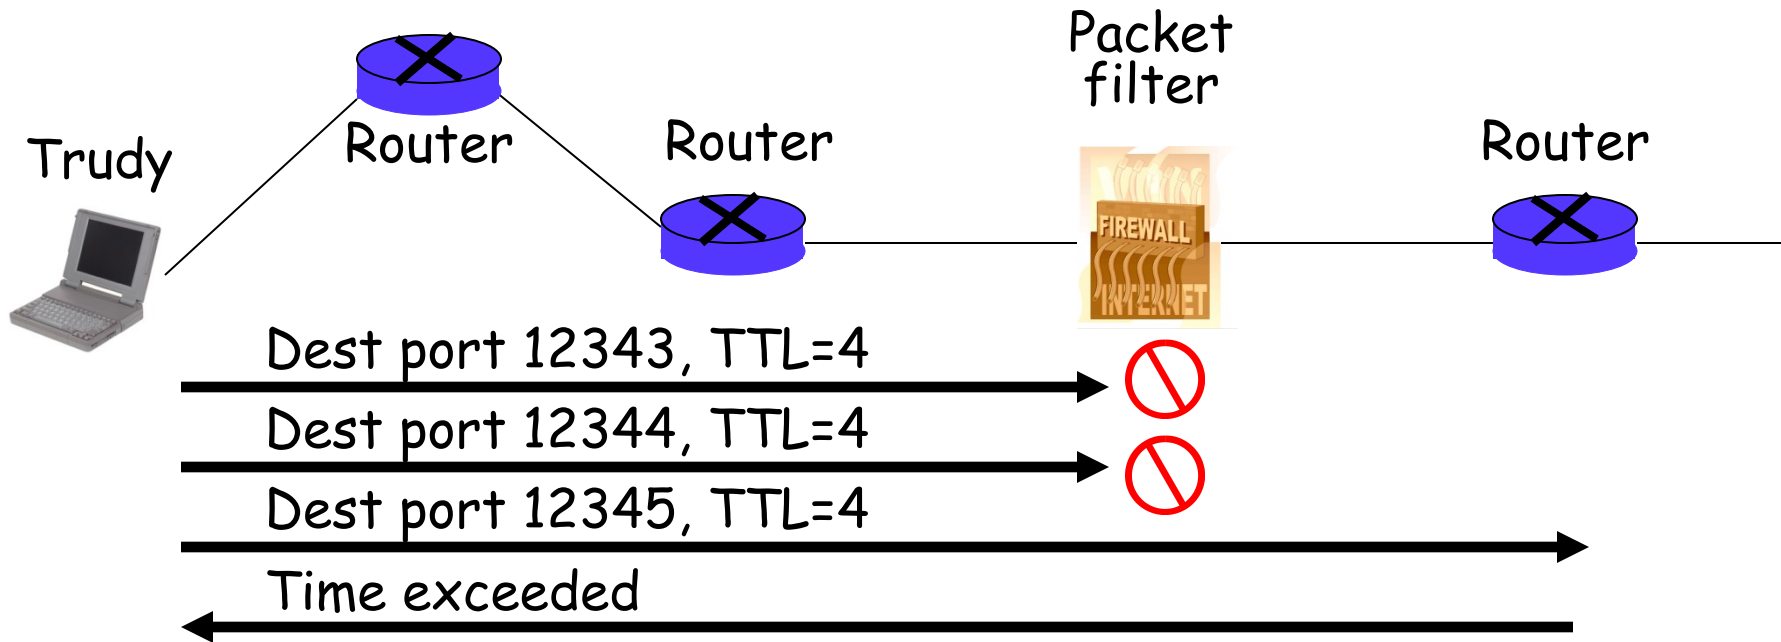 Packet
filter
Router
Router
Router
Trudy
FIREWALL
INTERNET
Dest port 12343, TTL=4
Dest port 12344, TTL=4
Dest port 12345, TTL=4
Time exceeded